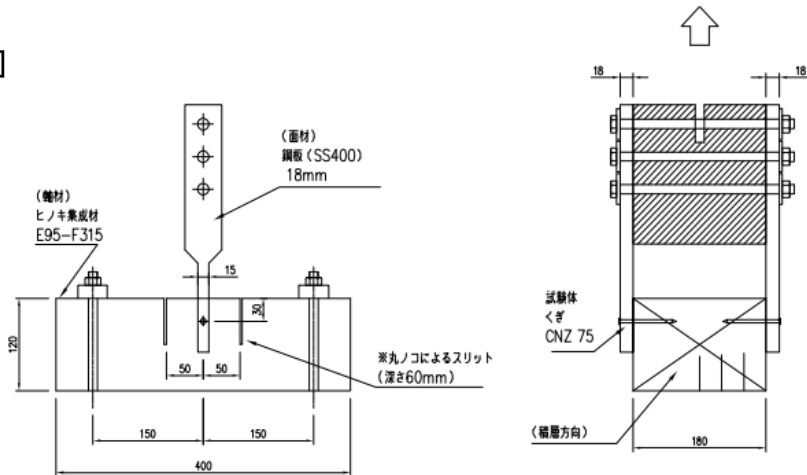 ]
(面材)
鋼板(SS400)
18mm
(軸材)
ヒノキ集成材
E95-F315
15
30
120
50
50
※丸ノコによるスリット
(深さ60mm)
150
150
400
18
18
試験体
くぎ
CNZ 75
(積層方向)
180